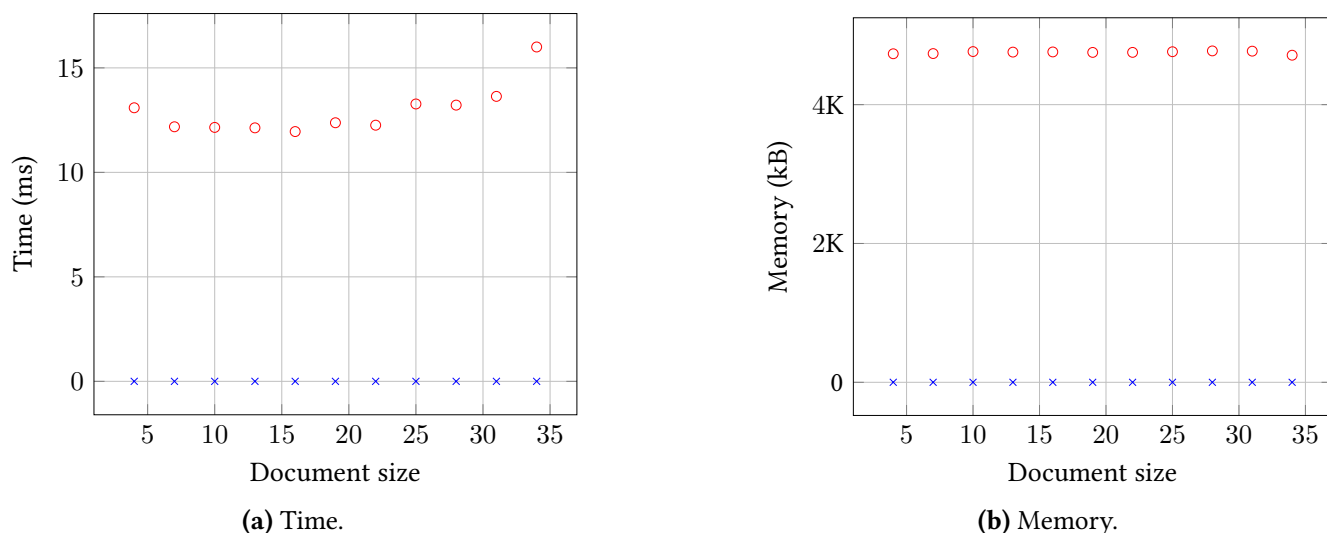 15
10
5
0
Time (ms)
5 10 15 20 25 30 35
Document size
(a) Time.
4K
2K
0
Memory (kB)
5 10 15 20 25 30 35
Document size
(b) Memory.